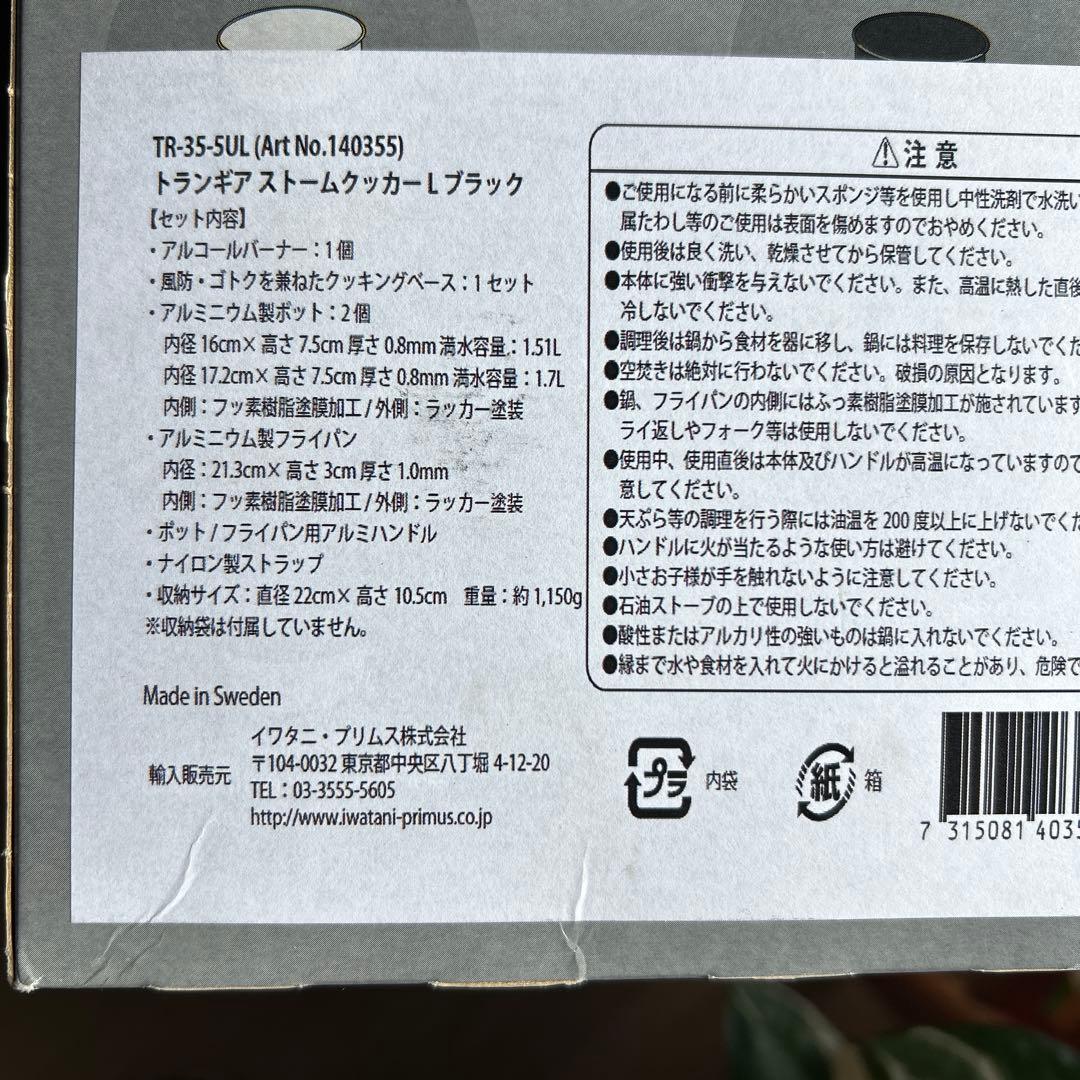 TR-35-5UL (Art No.140355)
トランギア ストームクッカー L ブラック
【セット内容】
・アルコールバーナー：1個
・風防・ゴトクを兼ねたクッキングベース：1セット
・アルミニウム製ポット：2個
内径 16cm× 高さ 7.5cm 厚さ 0.8mm 満水容量,：1.51L
内径 17.2cm× 高さ 7.5cm 厚さ 0.8mm 満水容量：1.7L
内側：フッ素樹脂塗膜加工 / 外側：ラッカー塗装
・アルミニウム製フライパン
内径：21.3cm× 高さ 3cm 厚さ 1.0mm
内側：フッ素樹脂塗膜加工 / 外側：ラッカー塗装
・ポット / フライパン用アルミハンドル
・ナイロン製ストラップ
・収納サイズ：直径 22cm× 高さ 10.5cm 重量：約 1,150g
※収納袋は付属していません。
Made in Sweden
輸入販売元
イワタニ・プリムス株式会社
〒104-0032 東京都中央区八丁堀 4-12-20
TEL：03-3555-5605
http://www.iwatani-primus.co.jp
⚠注意
●ご使用になる前に柔らかいスポンジ等を使用し中性洗剤で水洗い
属たわし等のご使用は表面を傷めますのでおやめください。
●使用後は良く洗い、乾燥させてから保管してください。
●本体に強い衝撃を与えないでください。また、高温に熱した直後
冷しないでください。
●調理後は鍋から食材を器に移し、鍋には料理を保存しないでくだ
●空焚きは絶対に行わないでください。破損の原因となります。
●鍋、フライパンの内側にはふっ素樹脂塗膜加工が施されています
ライ返しやフォーク等は使用しないでください。
●使用中、使用直後は本体及びハンドルが高温になっていますので
意してください。
●天ぷら等の調理を行う際には油温を 200 度以上に上げないでくだ
●ハンドルに火が当たるような使い方は避けてください。
●小さお子様が手を触れないように注意してください。
●石油ストーブの上で使用しないでください。
●酸性またはアルカリ性の強いものは鍋に入れないでください。
●縁まで水や食材を入れて火にかけると溢れることがあり、危険で
プラ 内袋
紙 箱
7 315081 4035